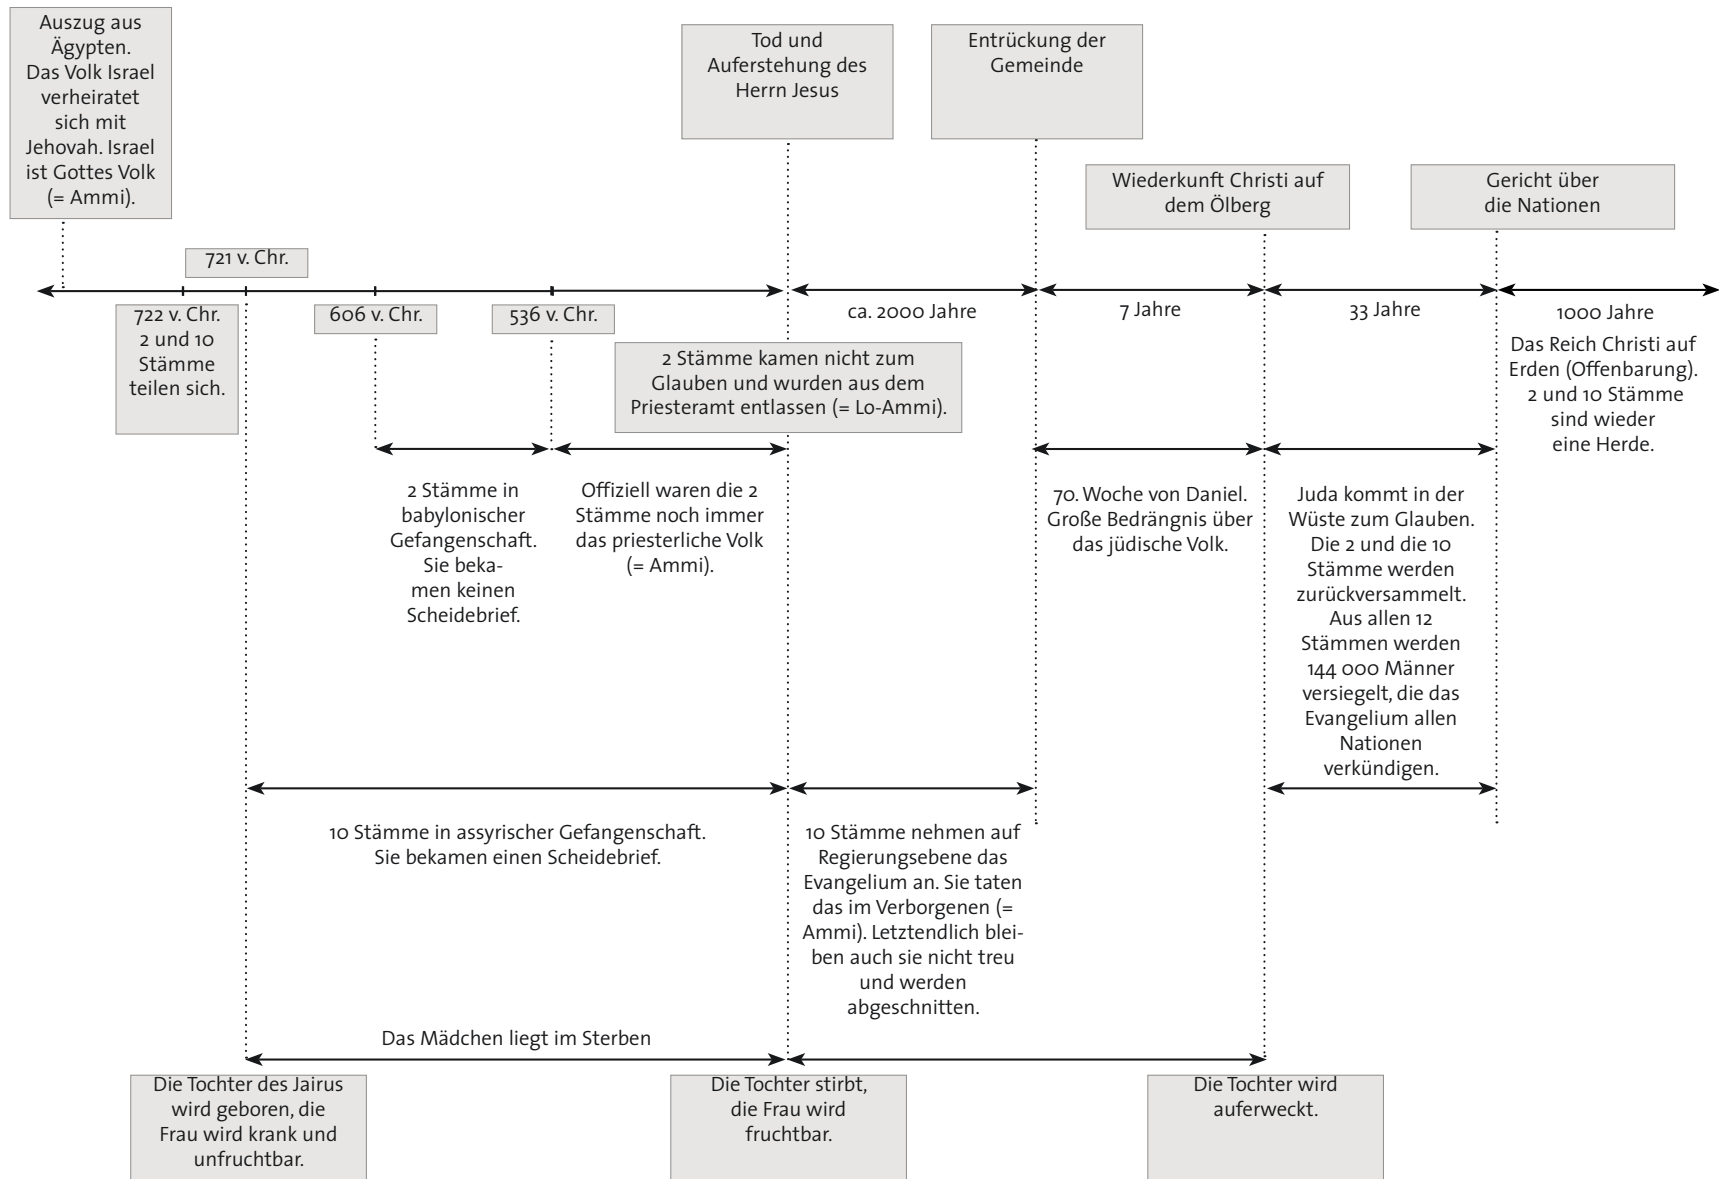 Auszug aus
Ägypten.
Das Volk Israel
verheiratet
sich mit
Jehovah. Israel
ist Gottes Volk
(= Ammi).
Tod und
Auferstehung des
Herrn Jesus
Entrückung der
Gemeinde
Wiederkunft Christi auf
dem Ölberg
Gericht über
die Nationen
721 v. Chr.
722 v. Chr.
2 und 10
Stämme
teilen sich.
606 v. Chr.
536 v. Chr.
ca. 2000 Jahre
7 Jahre
33 Jahre
1000 Jahre
Das Reich Christi auf
Erden (Offenbarung).
2 und 10 Stämme
sind wieder
eine Herde.
2 Stämme kamen nicht zum
Glauben und wurden aus dem
Priesteramt entlassen (= Lo-Ammi).
2 Stämme in
babylonischer
Gefangenschaft.
Sie beka-
men keinen
Scheidebrief.
Offiziell waren die 2
Stämme noch immer
das priesterliche Volk
(= Ammi).
70. Woche von Daniel.
Große Bedrängnis über
das jüdische Volk.
Juda kommt in der
Wüste zum Glauben.
Die 2 und die 10
Stämme werden
zurückversammelt.
Aus allen 12
Stämmen werden
144 000 Männer
versiegelt, die das
Evangelium allen
Nationen
verkündigen.
10 Stämme in assyrischer Gefangenschaft.
Sie bekamen einen Scheidebrief.
10 Stämme nehmen auf
Regierungsebene das
Evangelium an. Sie taten
das im Verborgenen (=
Ammi). Letztendlich blei-
ben auch sie nicht treu
und werden
abgeschnitten.
Das Mädchen liegt im Sterben
Die Tochter des Jairus
wird geboren, die
Frau wird krank und
unfruchtbar.
Die Tochter stirbt,
die Frau wird
fruchtbar.
Die Tochter wird
auferweckt.